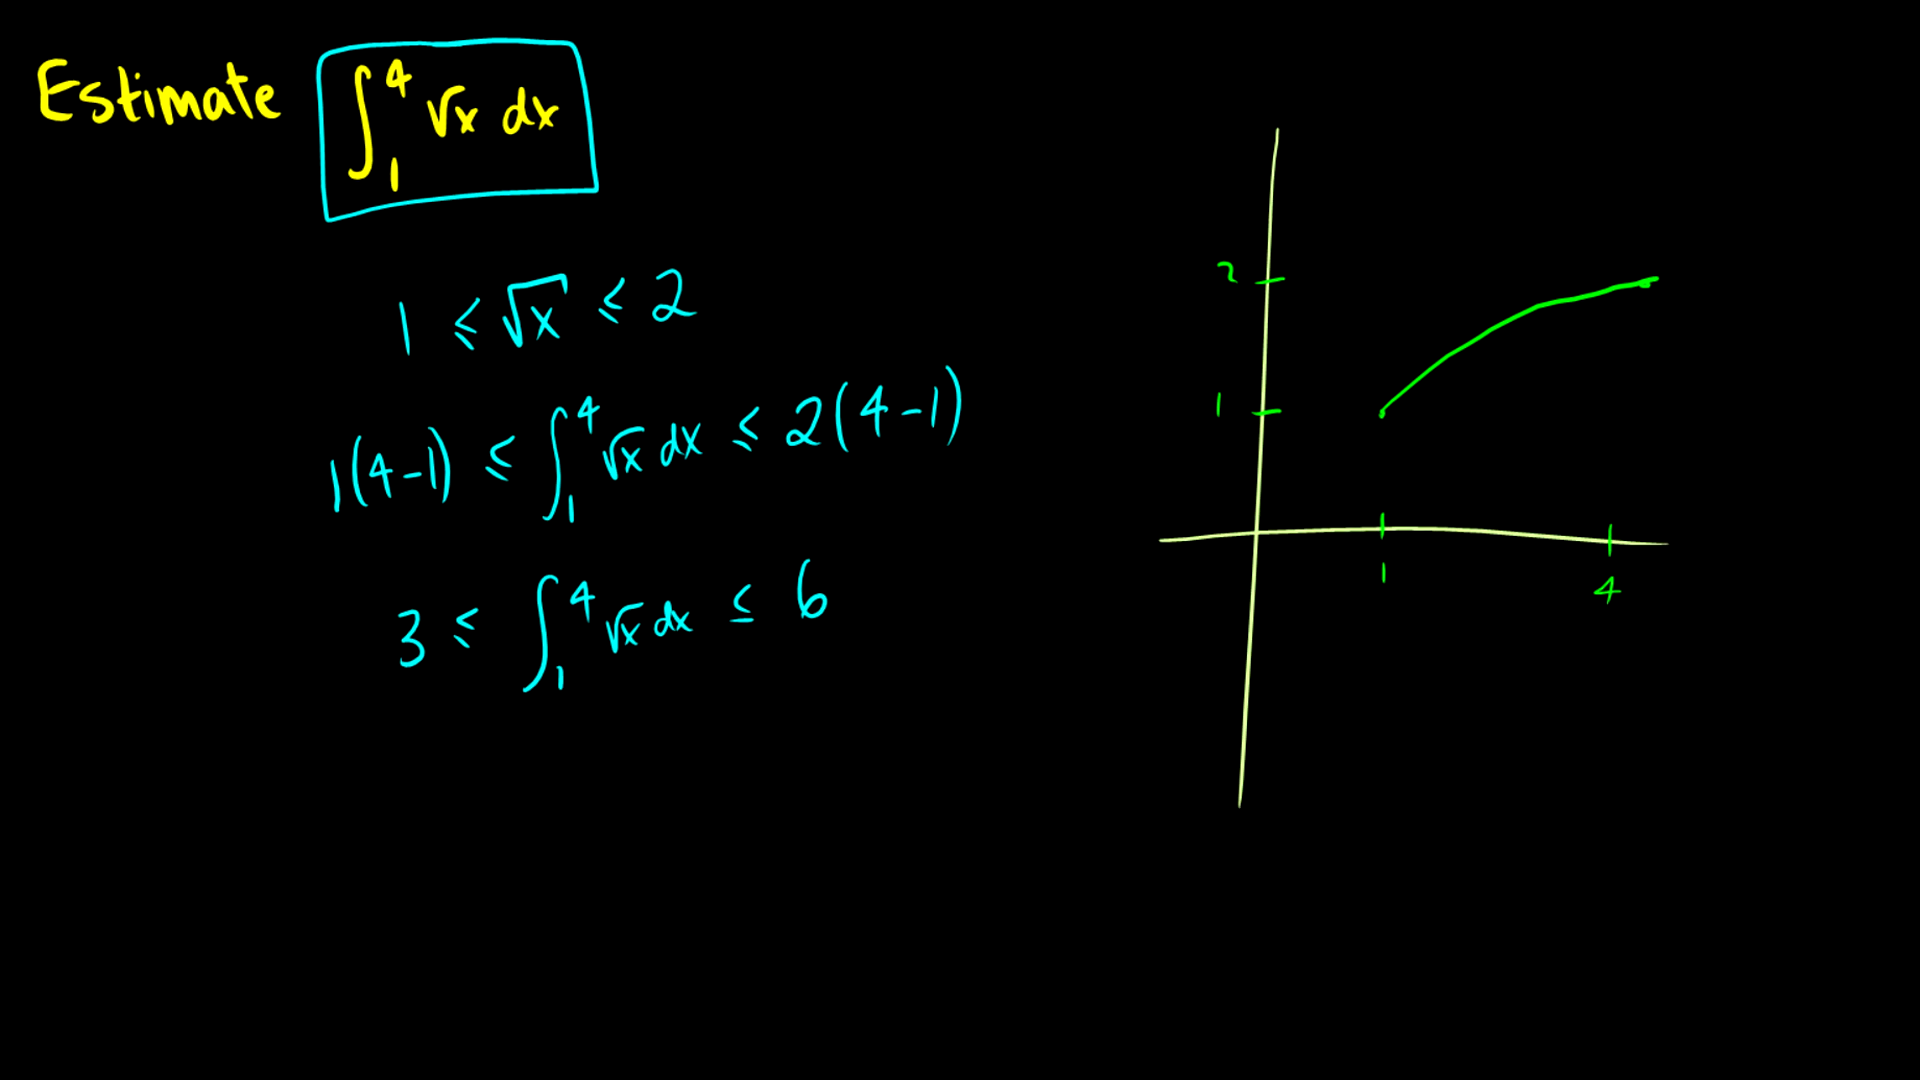 Estimate ∫₁⁴ √x dx
1 ≤ √x ≤ 2
1(4-1) ≤ ∫₁⁴ √x dx ≤ 2(4-1)
3 ≤ ∫₁⁴ √x dx ≤ 6
2
1
1
4